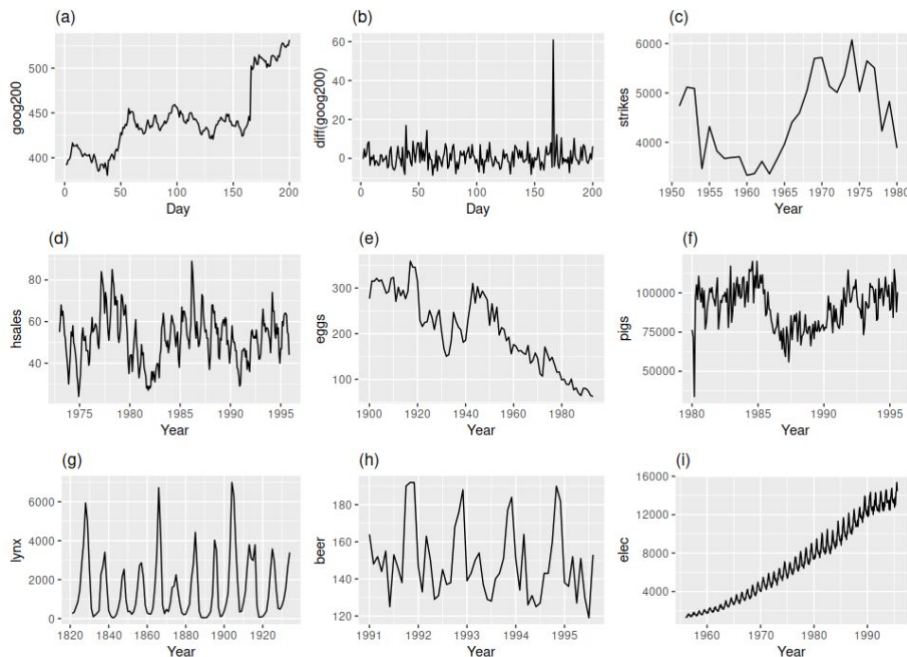 (a)
goog200
500
450
400
0 50 100 150 200
Day
(b)
diff(goog200)
60
40
20
0
0 50 100 150 200
Day
(c)
strikes
6000
5000
4000
1950 1955 1960 1965 1970 1975 1980
Year
(d)
hsales
80
60
40
1975 1980 1985 1990 1995
Year
(e)
eggs
300
200
100
1900 1920 1940 1960 1980
Year
(f)
pigs
100000
75000
50000
1980 1985 1990 1995
Year
(g)
lynx
6000
4000
2000
0
1820 1840 1860 1880 1900 1920
Year
(h)
beer
180
160
140
120
1991 1992 1993 1994 1995
Year
(i)
elec
16000
12000
8000
4000
1960 1970 1980 1990
Year